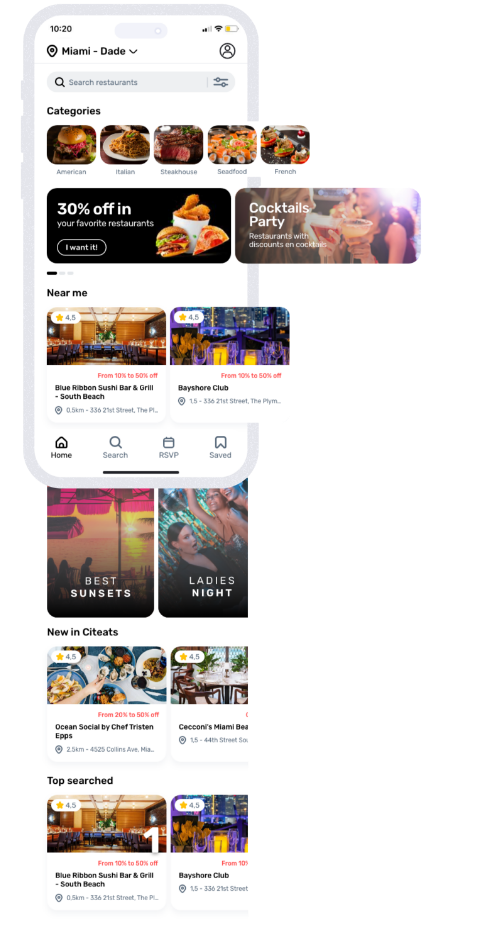 10:20
Miami - Dade
Search restaurants
Categories
American
Italian
Steakhouse
Seadfood
French
30% off in
your favorite restaurants
I want it!
Cocktails
Party
Restaurants with
discounts en cocktails
Near me
4,5
From 10% to 50% off
Blue Ribbon Sushi Bar & Grill
- South Beach
0.5km - 336 21st Street, The Pl...
4,5
From 10% to 50% off
Bayshore Club
1,5 - 336 21st Street, The Plym...
Home
Search
RSVP
Saved
BEST
SUNSETS
LADIES
NIGHT
New in Citeats
4,5
From 20% to 50% off
Ocean Social by Chef Tristen
Epps
2.5km - 4525 Collins Ave, Mia...
4,5
Cecconi's Miami Bea
1,5 - 44th Street Sou
Top searched
4,5
1
From 10% to 50% off
Blue Ribbon Sushi Bar & Grill
- South Beach
0.5km - 336 21st Street, The Pl...
4,5
From 10%
Bayshore Club
1,5 - 336 21st Street